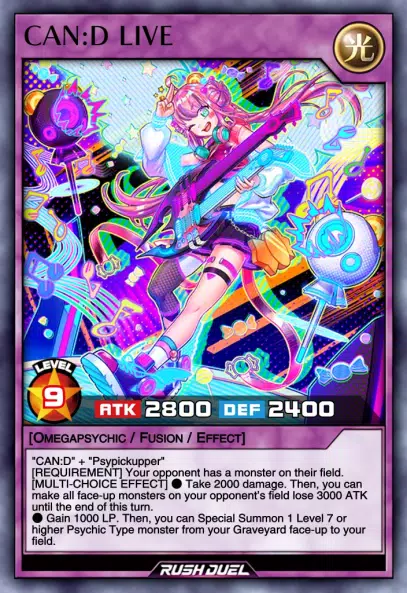 CAN:D LIVE
光
LEVEL
9
ATK 2800 DEF 2400
[OMEGAPSYCHIC / FUSION / EFFECT]
"CAN:D" + "Psypickupper"
[REQUIREMENT] Your opponent has a monster on their field.
[MULTI-CHOICE EFFECT] ● Take 2000 damage. Then, you can
make all face-up monsters on your opponent's field lose 3000 ATK
until the end of this turn.
● Gain 1000 LP. Then, you can Special Summon 1 Level 7 or
higher Psychic Type monster from your Graveyard face-up to your
field.
RUSH DUEL